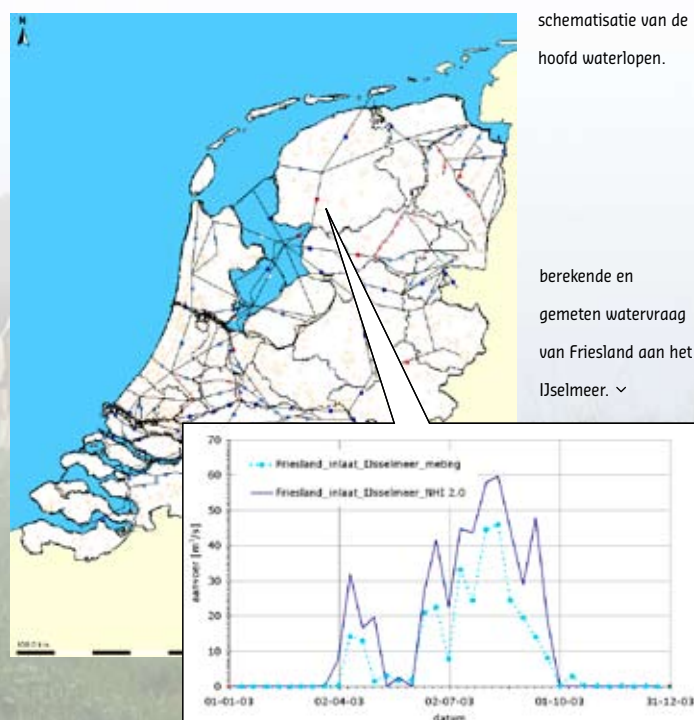 N
schematisatie van de
hoofd waterlopen.
berekende en
gemeten watervraag
van Friesland aan het
IJselmeer.
Friesland_inlaat_IJsselmeer_meting
Friesland_inlaat_IJsselmeer_NHI 2.0
aanvoer [m³/s]
70
60
50
40
30
20
10
0
01-01-03 02-04-03 02-07-03 01-10-03 31-12-03
datum